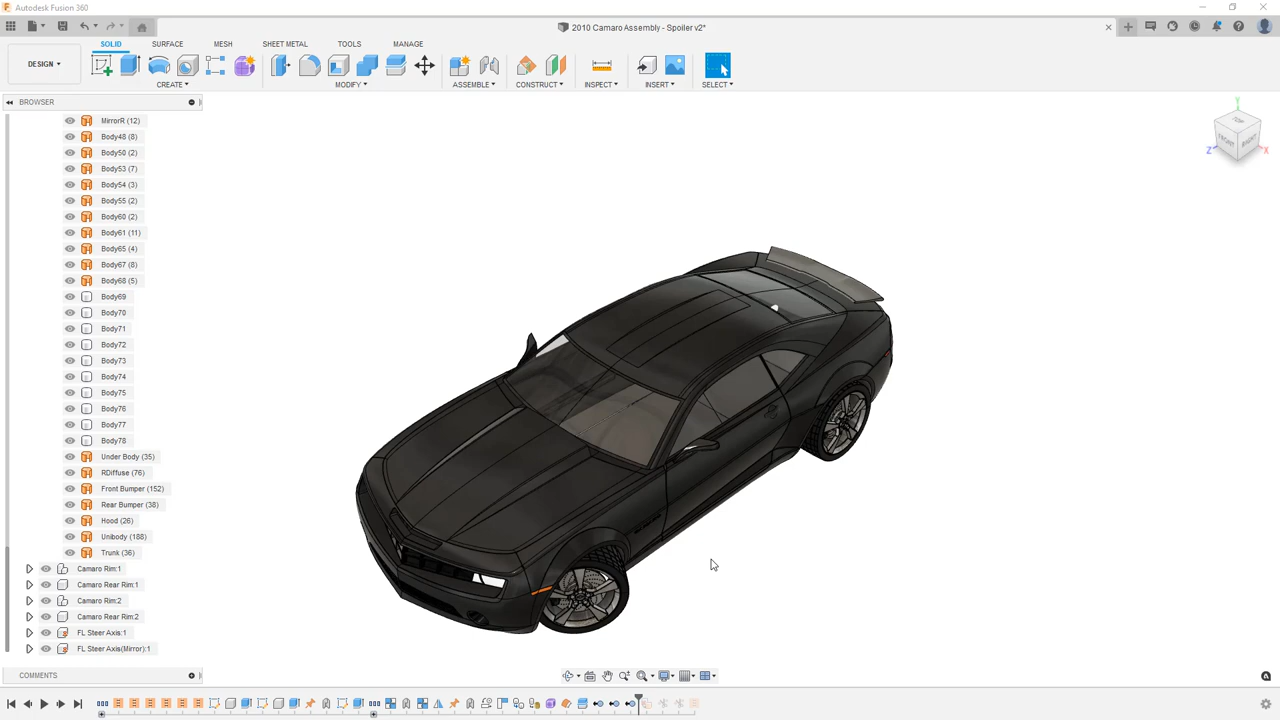 Autodesk Fusion 360
2010 Camaro Assembly - Spoiler v2*
DESIGN
SOLID
SURFACE
MESH
SHEET METAL
TOOLS
MANAGE
CREATE
MODIFY
ASSEMBLE
CONSTRUCT
INSPECT
INSERT
SELECT
BROWSER
MirrorR (12)
Body48 (8)
Body50 (2)
Body53 (7)
Body54 (3)
Body55 (2)
Body60 (2)
Body61 (11)
Body65 (4)
Body67 (8)
Body68 (5)
Body69
Body70
Body71
Body72
Body73
Body74
Body75
Body76
Body77
Body78
Under Body (35)
RDiffuse (76)
Front Bumper (152)
Rear Bumper (38)
Hood (26)
Unibody (188)
Trunk (36)
Camaro Rim:1
Camaro Rear Rim:1
Camaro Rim:2
Camaro Rear Rim:2
FL Steer Axis:1
FL Steer Axis(Mirror):1
COMMENTS
Y
TOP
FRONT
RIGHT
Z
X